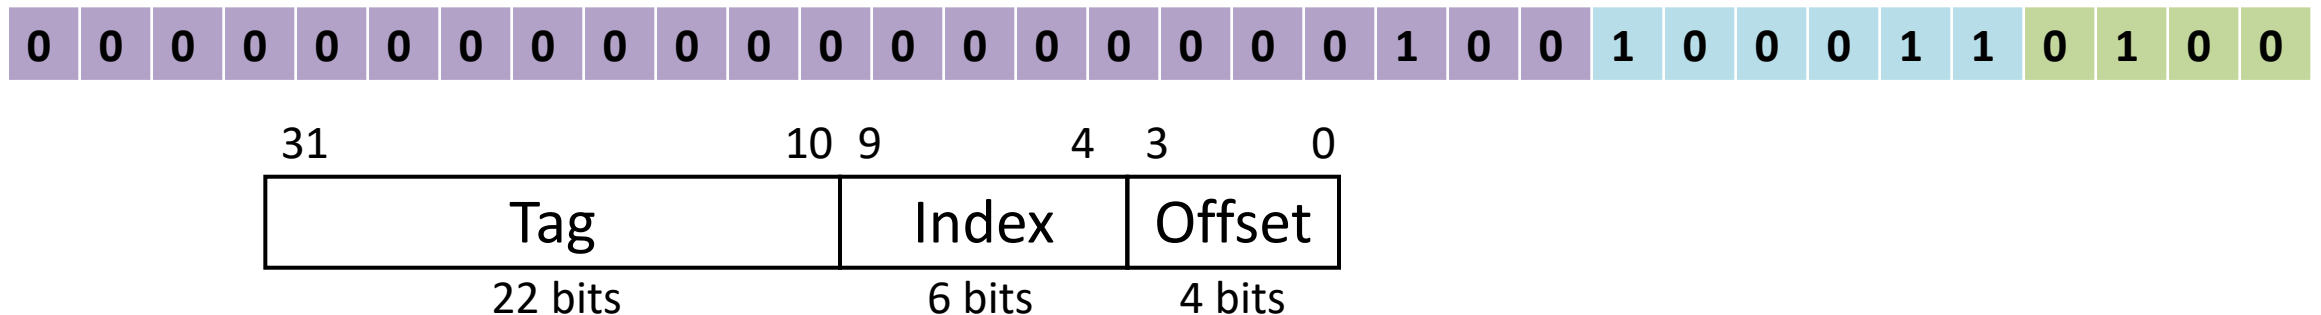 0 0 0 0 0 0 0 0 0 0 0 0 0 0 0 0 0 0 0 1 0 0 1 0 0 0 1 1 0 1 0 0
31 10 9 4 3 0
Tag Index Offset
22 bits 6 bits 4 bits